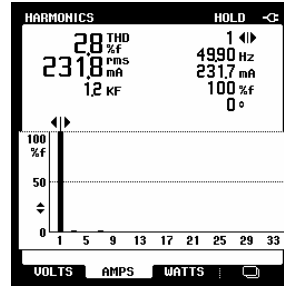 HARMONICS HOLD
2.8 THD %f
231.8 rms mA
1.2 KF
1
49.90 Hz
231.7 mA
100 %f
0°
100
%f
50
0
1 5 9 13 17 21 25 29 33
VOLTS AMPS WATTS